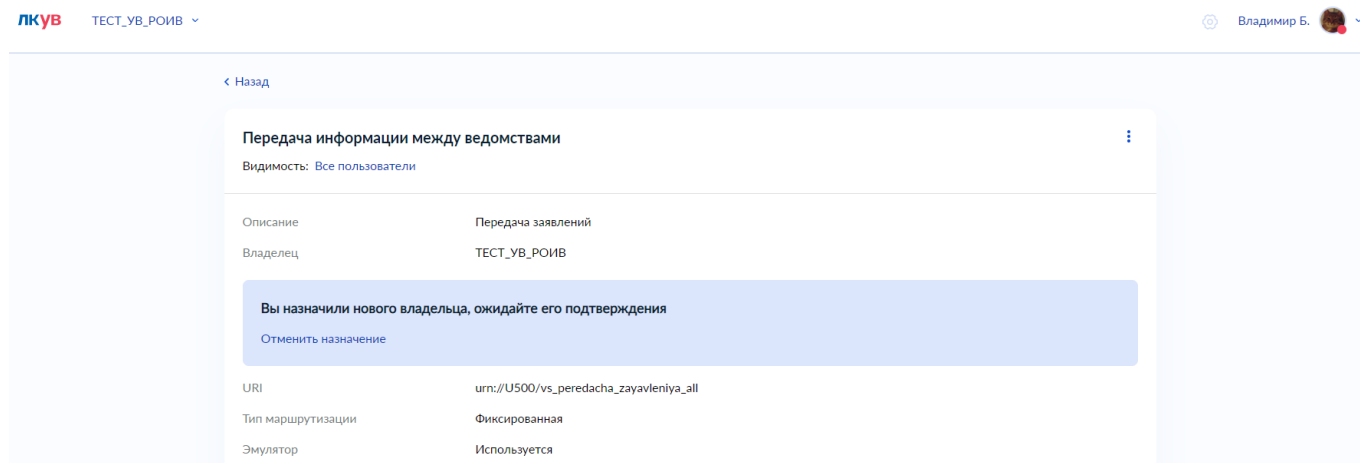 ЛКУВ ТЕСТ_УВ_РОИВ Владимир Б.
Назад
Передача информации между ведомствами
Видимость: Все пользователи
Описание Передача заявлений
Владелец ТЕСТ_УВ_РОИВ
Вы назначили нового владельца, ожидайте его подтверждения
Отменить назначение
URI urn://U500/vs_peredacha_zayavleniya_all
Тип маршрутизации Фиксированная
Эмулятор Используется